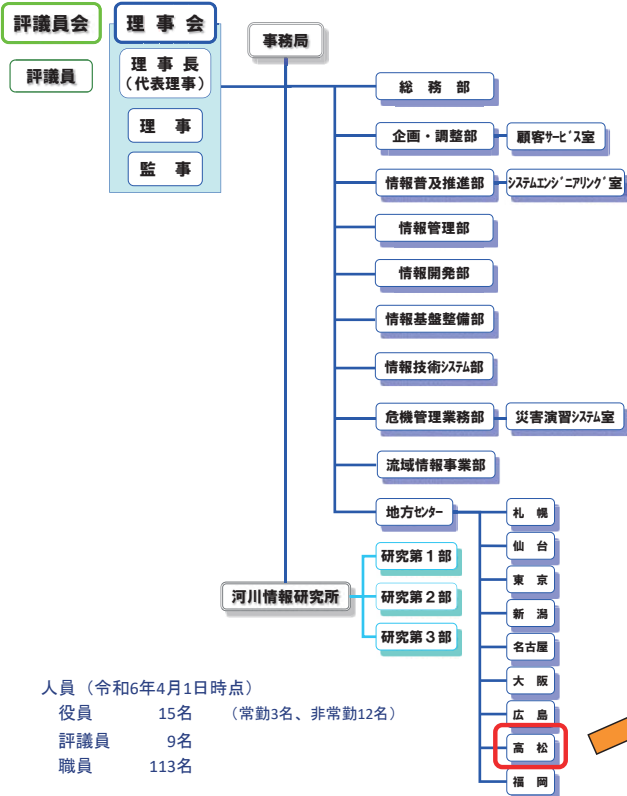 評議員会
評議員
理事会
理事長
（代表理事）
理事
監事
事務局
総務部
企画・調整部
顧客ｻｰﾋﾞｽ室
情報普及推進部
ｼｽﾃﾑｴﾝｼﾞﾆｱﾘﾝｸﾞ室
情報管理部
情報開発部
情報基盤整備部
情報技術ｼｽﾃﾑ部
危機管理業務部
災害演習ｼｽﾃﾑ室
流域情報事業部
地方ｾﾝﾀｰ
札幌
仙台
東京
新潟
名古屋
大阪
広島
高松
福岡
河川情報研究所
研究第１部
研究第２部
研究第３部
人員（令和6年4月1日時点）
役員 15名 （常勤3名、非常勤12名）
評議員 9名
職員 113名